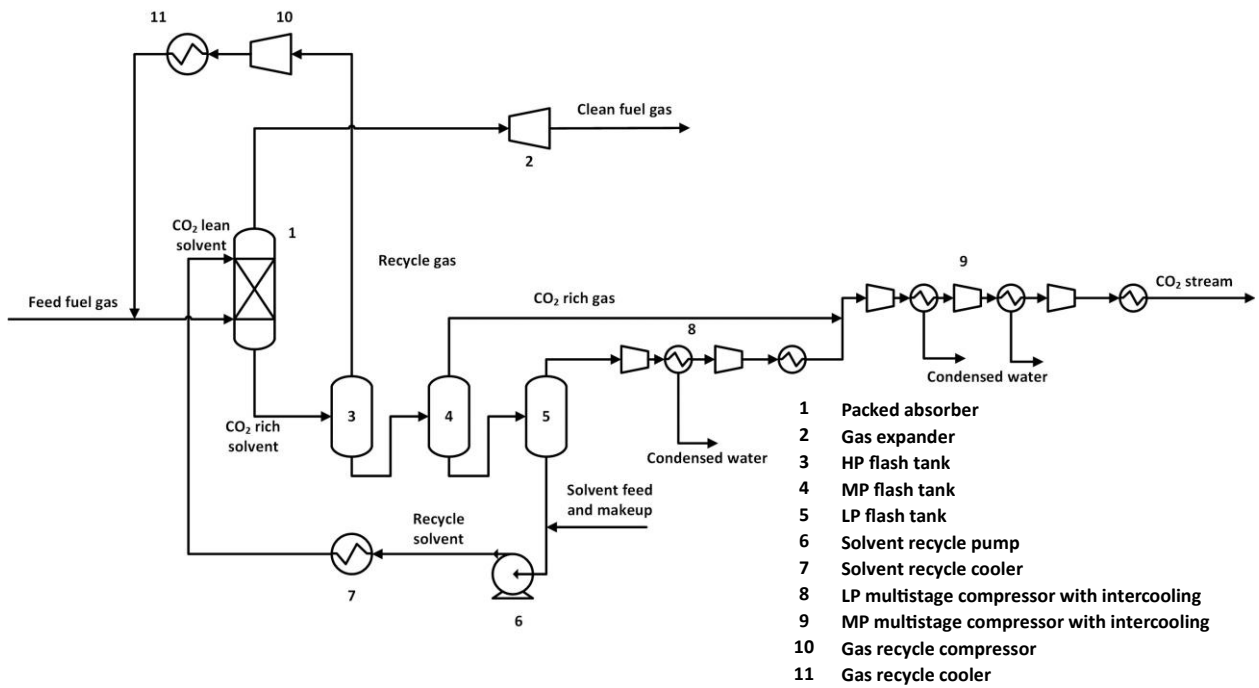 11
10
Clean fuel gas
2
CO₂ lean
solvent
1
Recycle gas
Feed fuel gas
CO₂ rich gas
9
CO₂ stream
8
Condensed water
3
4
5
CO₂ rich
solvent
Condensed water
Solvent feed
and makeup
Recycle
solvent
7
6
1 Packed absorber
2 Gas expander
3 HP flash tank
4 MP flash tank
5 LP flash tank
6 Solvent recycle pump
7 Solvent recycle cooler
8 LP multistage compressor with intercooling
9 MP multistage compressor with intercooling
10 Gas recycle compressor
11 Gas recycle cooler